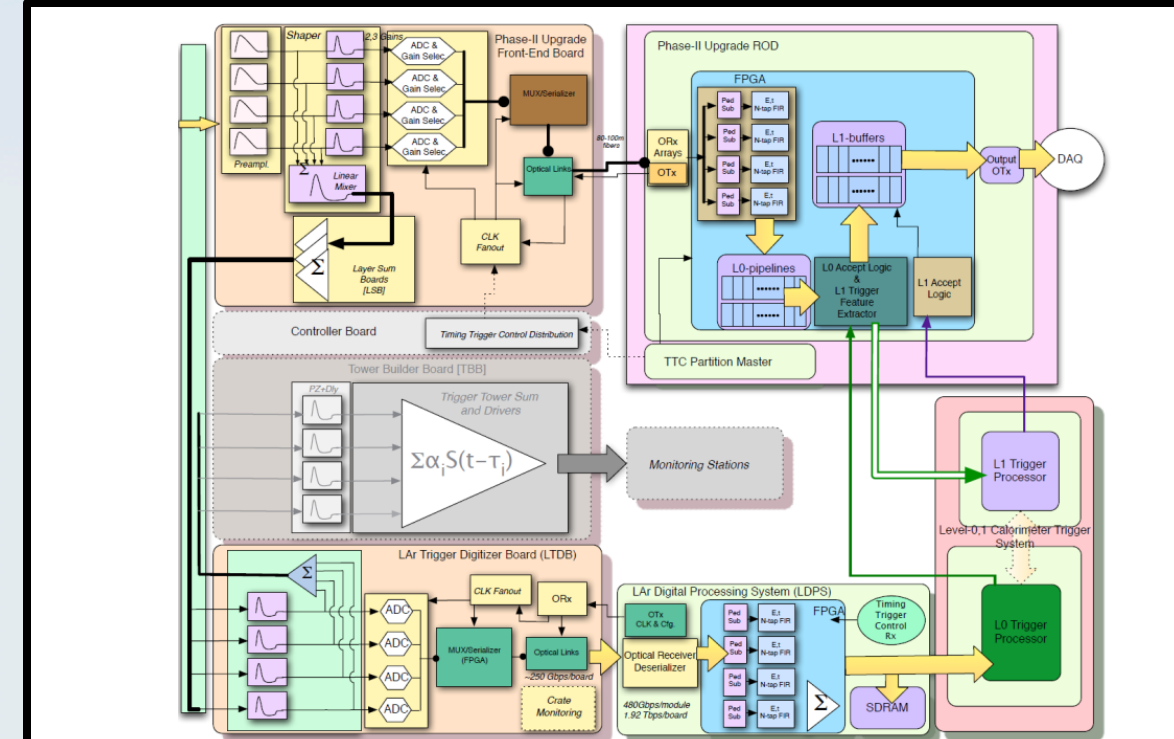 Shaper
2,3 Gains
Preampl.
Σ
Linear
Mixer
ADC &
Gain Selec.
ADC &
Gain Selec.
ADC &
Gain Selec.
ADC &
Gain Selec.
Phase-II Upgrade
Front-End Board
MUX/Serializer
80-100m
fibers
Optical Links
CLK
Fanout
Σ
Layer Sum
Boards
[LSB]
Controller Board
Timing Trigger Control Distribution
Phase-II Upgrade ROD
FPGA
ORx
Arrays
OTx
Ped
Sub
E,t
N-tap FIR
Ped
Sub
E,t
N-tap FIR
Ped
Sub
E,t
N-tap FIR
Ped
Sub
E,t
N-tap FIR
L1-buffers
Output
OTx
DAQ
L0-pipelines
L0 Accept Logic
&
L1 Trigger
Feature
Extractor
L1 Accept
Logic
TTC Partition Master
Tower Builder Board [TBB]
PZ+Dly
Trigger Tower Sum
and Drivers
ΣαᵢS(t−τᵢ)
Monitoring Stations
L1 Trigger
Processor
Level-0,1 Calorimeter Trigger
System
L0 Trigger
Processor
LAr Trigger Digitizer Board (LTDB)
Σ
ADC
ADC
ADC
ADC
CLK Fanout
ORx
MUX/Serializer
(FPGA)
Optical Links
~250 Gbps/board
Crate
Monitoring
LAr Digital Processing System (LDPS)
OTx
CLK & Cfg.
Optical Receiver
Deserializer
480Gbps/module
1.92 Tbps/board
Ped
Sub
E,t
N-tap FIR
Ped
Sub
E,t
N-tap FIR
Ped
Sub
E,t
N-tap FIR
Ped
Sub
E,t
N-tap FIR
FPGA
Σ
Timing
Trigger
Control
Rx
SDRAM